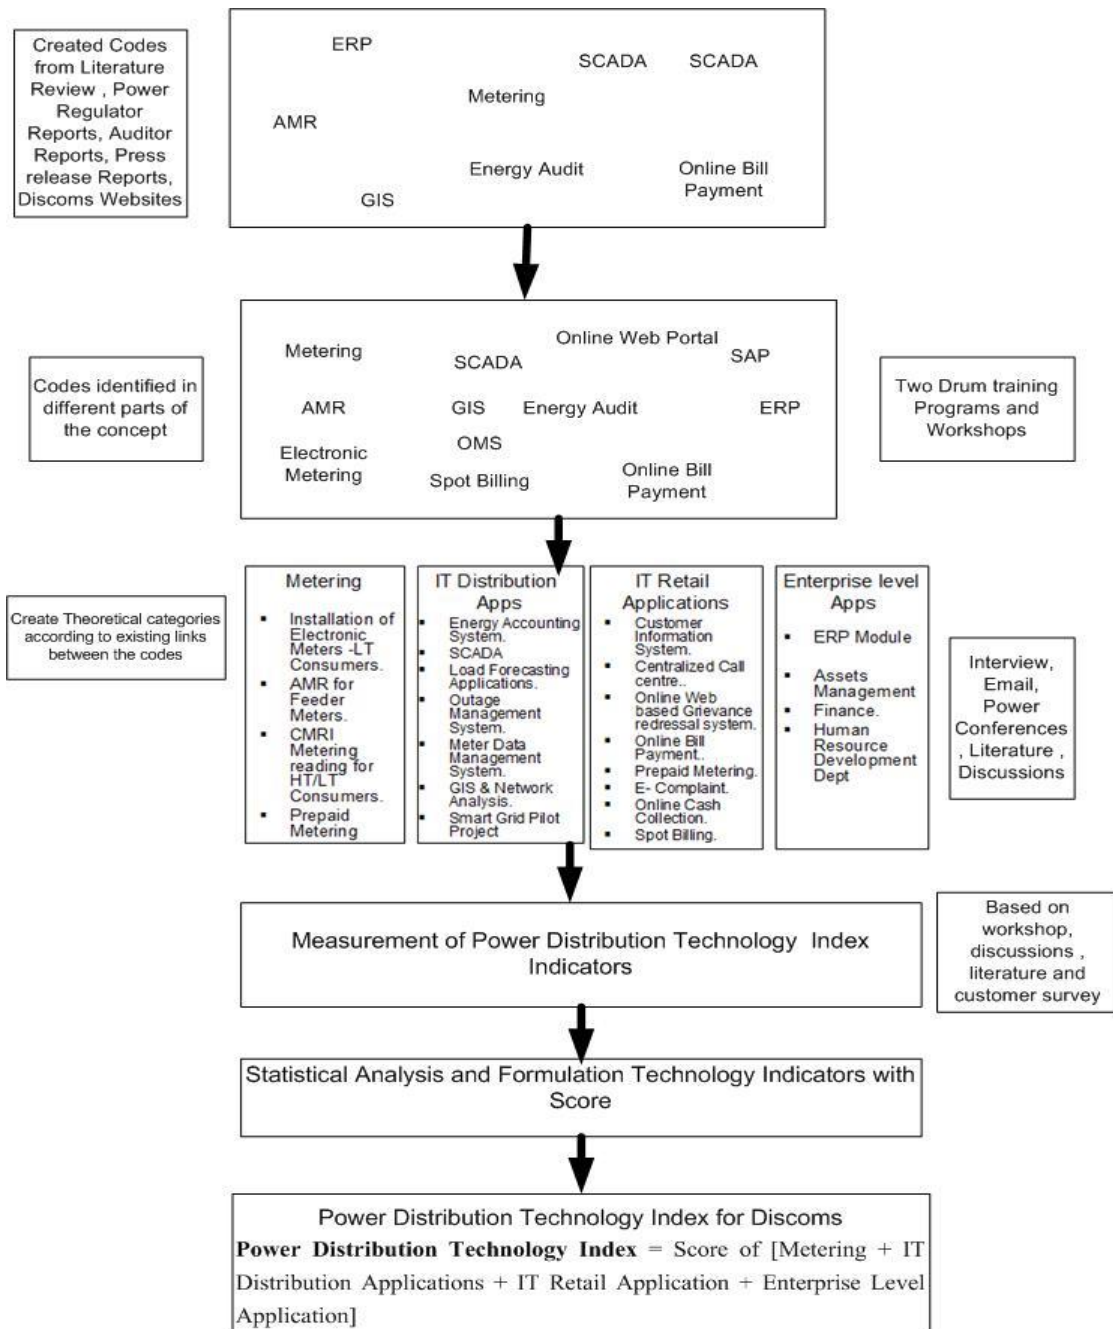 Created Codes
from Literature
Review , Power
Regulator
Reports, Auditor
Reports, Press
release Reports,
Discoms Websites
ERP
SCADA SCADA
Metering
AMR
Energy Audit
Online Bill
Payment
GIS
Codes identified in
different parts of
the concept
Online Web Portal
Metering
SCADA
SAP
AMR
GIS
Energy Audit
ERP
OMS
Electronic
Metering
Spot Billing
Online Bill
Payment
Two Drum training
Programs and
Workshops
Create Theoretical categories
according to existing links
between the codes
Metering
▪ Installation of
Electronic
Meters -LT
Consumers.
▪ AMR for
Feeder
Meters.
▪ CMRI
Metering
reading for
HT/LT
Consumers.
▪ Prepaid
Metering
IT Distribution
Apps
▪ Energy Accounting
System.
▪ SCADA
▪ Load Forecasting
Applications.
▪ Outage
Management
System.
▪ Meter Data
Management
System.
▪ GIS & Network
Analysis.
▪ Smart Grid Pilot
Project
IT Retail
Applications
▪ Customer
Information
System.
▪ Centralized Call
centre..
▪ Online Web
based Grievance
redressal system.
▪ Online Bill
Payment..
▪ Prepaid Metering.
▪ E- Complaint.
▪ Online Cash
Collection.
▪ Spot Billing.
Enterprise level
Apps
▪ ERP Module
▪ Assets
Management
▪ Finance.
▪ Human
Resource
Development
Dept
Interview,
Email,
Power
Conferences
, Literature ,
Discussions
Measurement of Power Distribution Technology Index
Indicators
Based on
workshop,
discussions ,
literature and
customer survey
Statistical Analysis and Formulation Technology Indicators with
Score
Power Distribution Technology Index for Discoms
Power Distribution Technology Index = Score of [Metering + IT
Distribution Applications + IT Retail Application + Enterprise Level
Application]